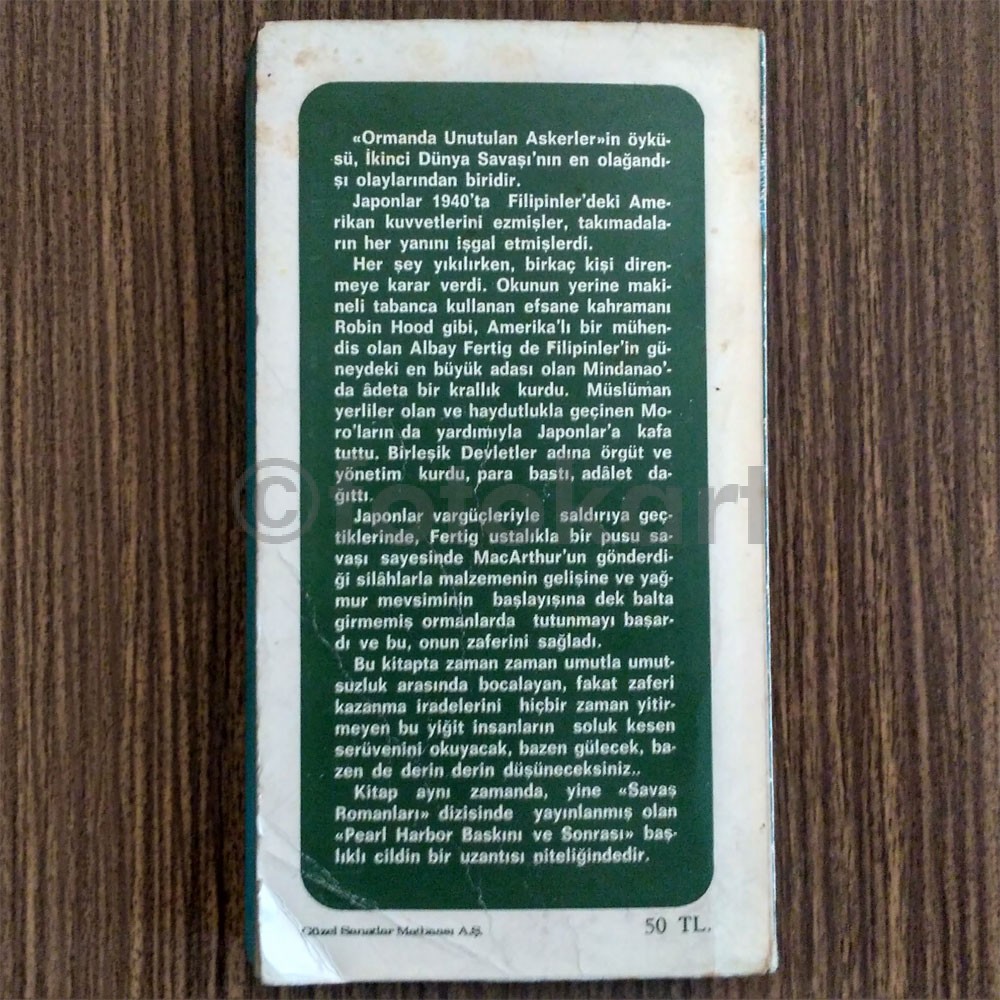 «Ormanda Unutulan Askerler»in öykü-
sü, İkinci Dünya Savaşı'nın en olağandı-
şı olaylarından biridir.
Japonlar 1940'ta Filipinler'deki Ame-
rikan kuvvetlerini ezmişler, takımadala-
rın her yanını işgal etmişlerdi.
Her şey yıkılırken, birkaç kişi diren-
meye karar verdi. Okunun yerine maki-
neli tabanca kullanan efsane kahramanı
Robin Hood gibi, Amerika'lı bir mühen-
dis olan Albay Fertig de Filipinler'in gü-
neydeki en büyük adası olan Mindanao'-
da âdeta bir krallık kurdu. Müslüman
yerliler olan ve haydutlukla geçinen Mo-
ro'ların da yardımıyla Japonlar'a kafa
tuttu. Birleşik Devletler adına örgüt ve
yönetim kurdu, para bastı, adâlet da-
ğıttı.
Japonlar vargüçleriyle saldırıya geç-
tiklerinde, Fertig ustalıkla bir pusu sa-
vaşı sayesinde MacArthur'un gönderdi-
ği silâhlarla malzemenin gelişine ve yağ-
mur mevsiminin başlayışına dek balta
girmemiş ormanlarda tutunmayı başar-
dı ve bu, onun zaferini sağladı.
Bu kitapta zaman zaman umutla umut-
suzluk arasında bocalayan, fakat zaferi
kazanma iradelerini hiçbir zaman yitir-
meyen bu yiğit insanların soluk kesen
serüvenini okuyacak, bazen gülecek, ba-
zen de derin derin düşüneceksiniz..
Kitap aynı zamanda, yine «Savaş
Romanları» dizisinde yayınlanmış olan
«Pearl Harbor Baskını ve Sonrası» baş-
lıklı cildin bir uzantısı niteliğindedir.
Güzel Sanatlar Matbaası A.Ş.
50 TL.